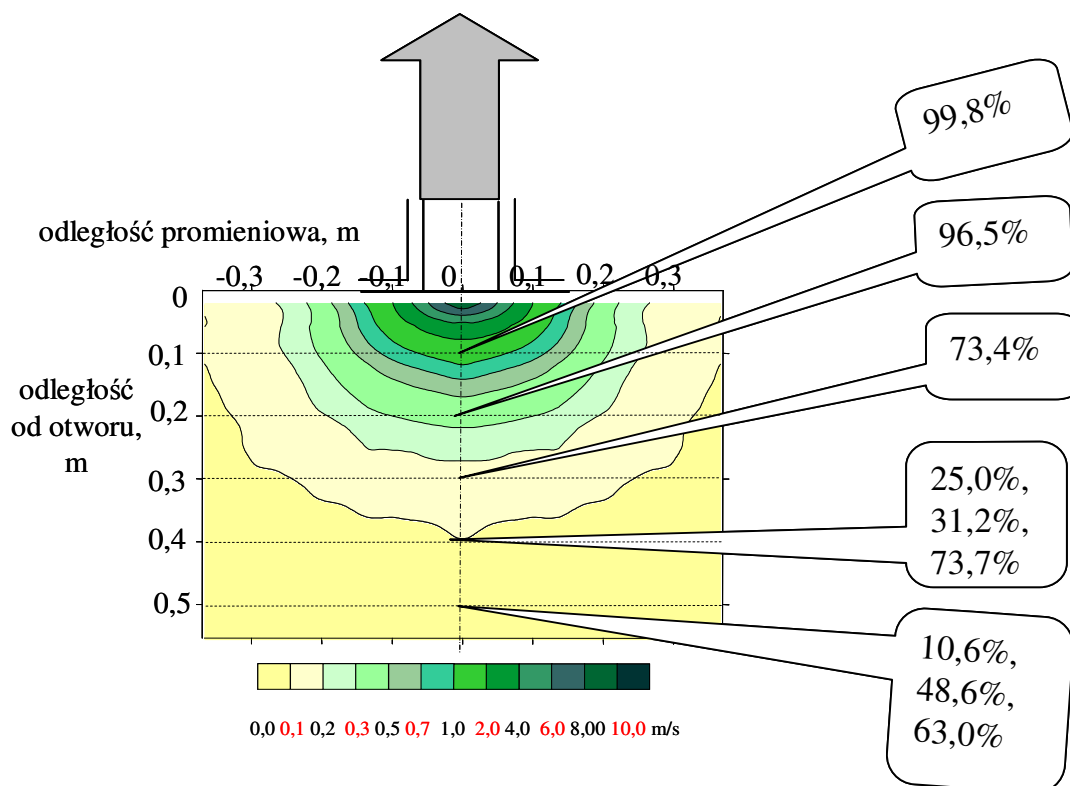 99,8%
odległość promieniowa, m
96,5%
-0,3 -0,2 -0,1 0 0,1 0,2 0,3
0
73,4%
0,1
odległość
od otworu,
m
0,2
0,3
25,0%,
31,2%,
73,7%
0,4
0,5
10,6%,
48,6%,
63,0%
0,0 0,1 0,2 0,3 0,5 0,7 1,0 2,0 4,0 6,0 8,00 10,0 m/s